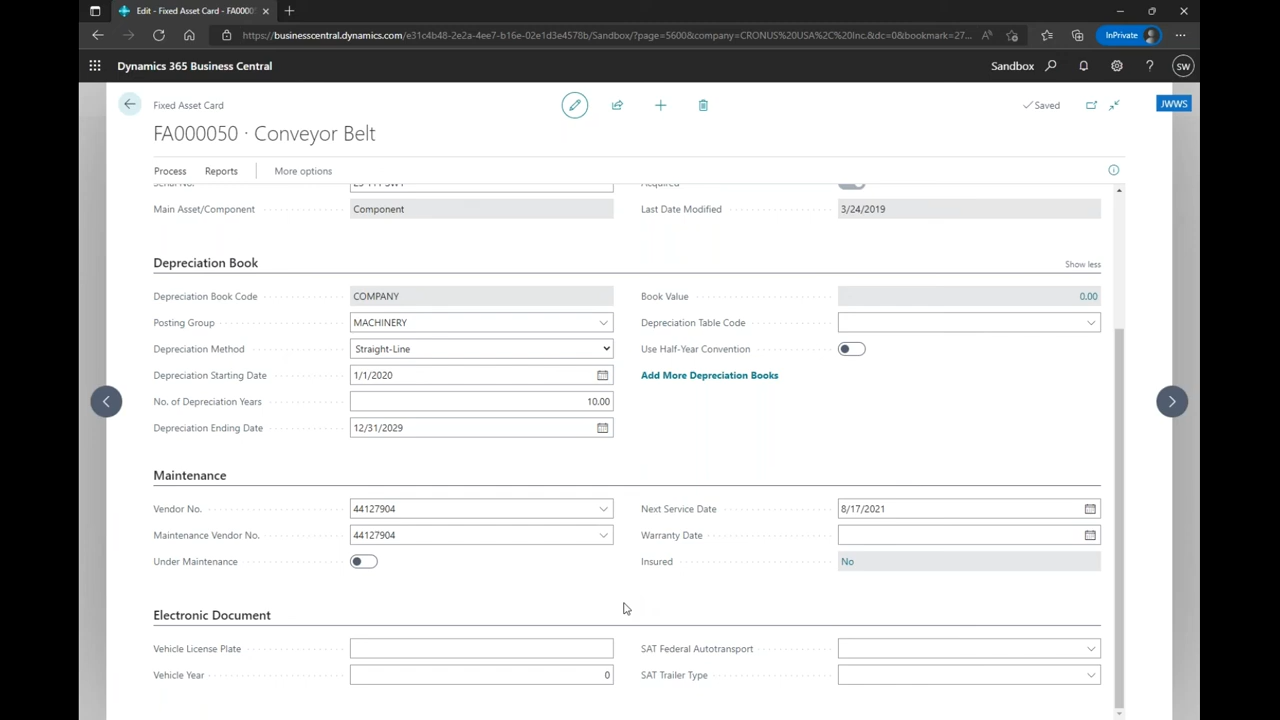 Edit - Fixed Asset Card - FA000
https://businesscentral.dynamics.com/e31c4b48-2e2a-4ee7-b16e-02e1d3e4578b/Sandbox/?page=5600&company=CRONUS%20USA%2C%20Inc.&dc=0&bookmark=27...
InPrivate
Dynamics 365 Business Central
Sandbox
SW
Fixed Asset Card
Saved
JWWS
FA000050 · Conveyor Belt
Process Reports More options
Main Asset/Component Component
Last Date Modified 3/24/2019
Depreciation Book
Show less
Depreciation Book Code COMPANY
Book Value 0.00
Posting Group MACHINERY
Depreciation Table Code
Depreciation Method Straight-Line
Use Half-Year Convention
Depreciation Starting Date 1/1/2020
Add More Depreciation Books
No. of Depreciation Years 10.00
Depreciation Ending Date 12/31/2029
Maintenance
Vendor No. 44127904
Next Service Date 8/17/2021
Maintenance Vendor No. 44127904
Warranty Date
Under Maintenance
Insured No
Electronic Document
Vehicle License Plate
SAT Federal Autotransport
Vehicle Year 0
SAT Trailer Type